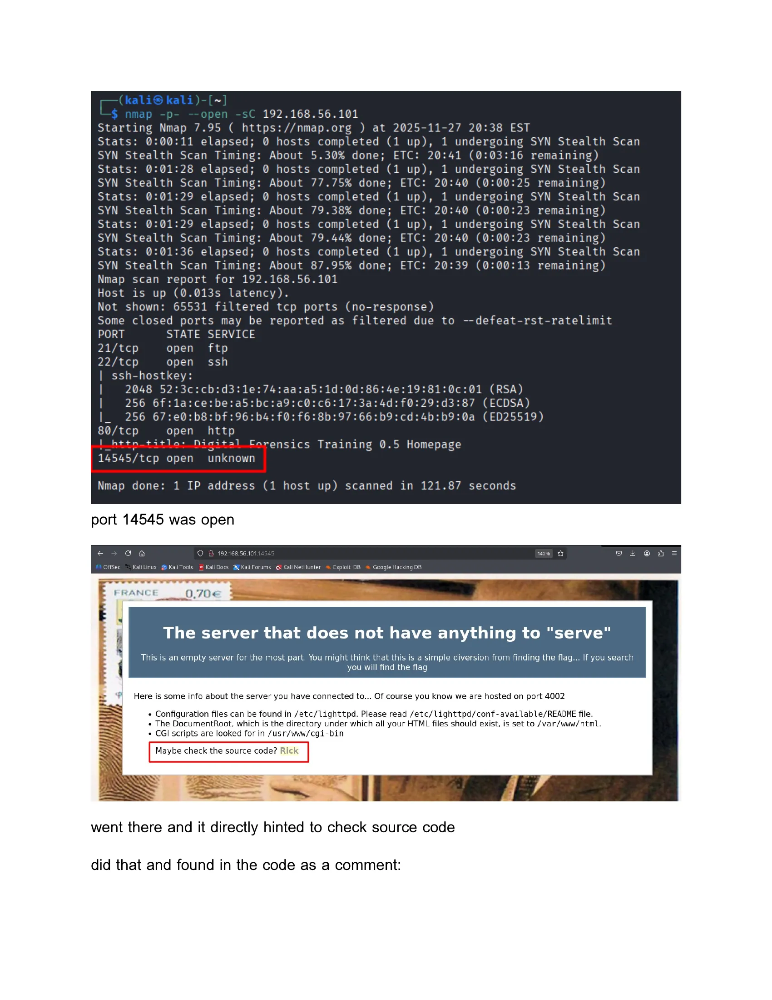 ┌──(kali㉿kali)-[~]
└─$ nmap -p- --open -sC 192.168.56.101
Starting Nmap 7.95 ( https://nmap.org ) at 2025-11-27 20:38 EST
Stats: 0:00:11 elapsed; 0 hosts completed (1 up), 1 undergoing SYN Stealth Scan
SYN Stealth Scan Timing: About 5.30% done; ETC: 20:41 (0:03:16 remaining)
Stats: 0:01:28 elapsed; 0 hosts completed (1 up), 1 undergoing SYN Stealth Scan
SYN Stealth Scan Timing: About 77.75% done; ETC: 20:40 (0:00:25 remaining)
Stats: 0:01:29 elapsed; 0 hosts completed (1 up), 1 undergoing SYN Stealth Scan
SYN Stealth Scan Timing: About 79.38% done; ETC: 20:40 (0:00:23 remaining)
Stats: 0:01:29 elapsed; 0 hosts completed (1 up), 1 undergoing SYN Stealth Scan
SYN Stealth Scan Timing: About 79.44% done; ETC: 20:40 (0:00:23 remaining)
Stats: 0:01:36 elapsed; 0 hosts completed (1 up), 1 undergoing SYN Stealth Scan
SYN Stealth Scan Timing: About 87.95% done; ETC: 20:39 (0:00:13 remaining)
Nmap scan report for 192.168.56.101
Host is up (0.013s latency).
Not shown: 65531 filtered tcp ports (no-response)
Some closed ports may be reported as filtered due to --defeat-rst-ratelimit
PORT      STATE SERVICE
21/tcp    open  ftp
22/tcp    open  ssh
| ssh-hostkey:
|   2048 52:3c:cb:d3:1e:74:aa:a5:1d:0d:86:4e:19:81:0c:01 (RSA)
|   256 6f:1a:ce:be:a5:bc:a9:c0:c6:17:3a:4d:f0:29:d3:87 (ECDSA)
|_  256 67:e0:b8:bf:96:b4:f0:f6:8b:97:66:b9:cd:4b:b9:0a (ED25519)
80/tcp    open  http
|_http-title: Digital Forensics Training 0.5 Homepage
14545/tcp open  unknown
Nmap done: 1 IP address (1 host up) scanned in 121.87 seconds
port 14545 was open
192.168.56.101:14545 140%
OffSec Kali Linux Kali Tools Kali Docs Kali Forums Kali NetHunter Exploit-DB Google Hacking DB
FRANCE 0,70€
The server that does not have anything to "serve"
This is an empty server for the most part. You might think that this is a simple diversion from finding the flag... If you search
you will find the flag
Here is some info about the server you have connected to... Of course you know we are hosted on port 4002
• Configuration files can be found in /etc/lighttpd. Please read /etc/lighttpd/conf-available/README file.
• The DocumentRoot, which is the directory under which all your HTML files should exist, is set to /var/www/html.
• CGI scripts are looked for in /usr/www/cgi-bin
Maybe check the source code? Rick
went there and it directly hinted to check source code
did that and found in the code as a comment: